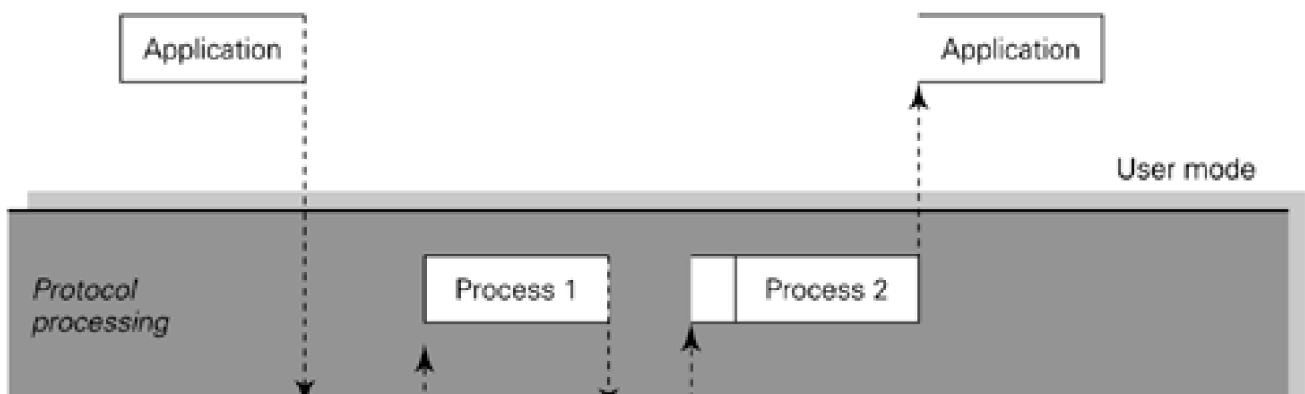 Application
Application
User mode
Protocol
processing
Process 1
Process 2